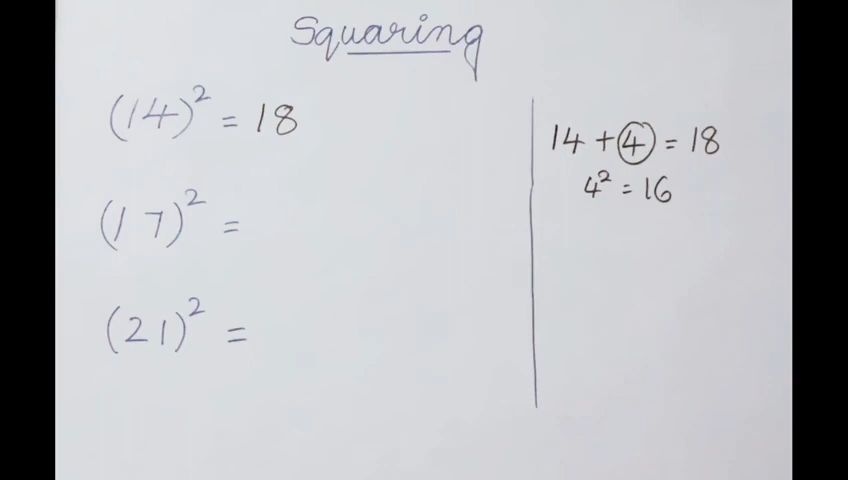 Squaring
(14)² = 18
(17)² =
(21)² =
14 + 4 = 18
4² = 16